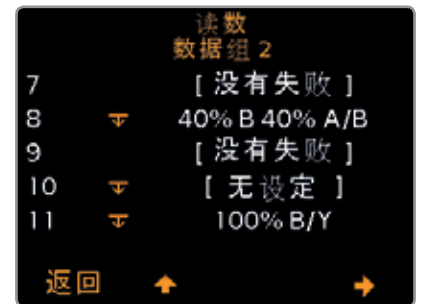 读数
数据组 2
7 [ 没有失败 ]
8 40% B 40% A/B
9 [ 没有失败 ]
10 [ 无设定 ]
11 100% B/Y
返回